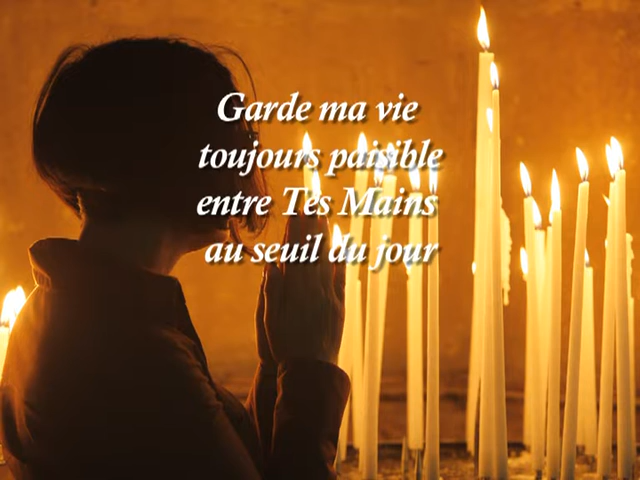 Garde ma vie
toujours paisible
entre Tes Mains
au seuil du jour